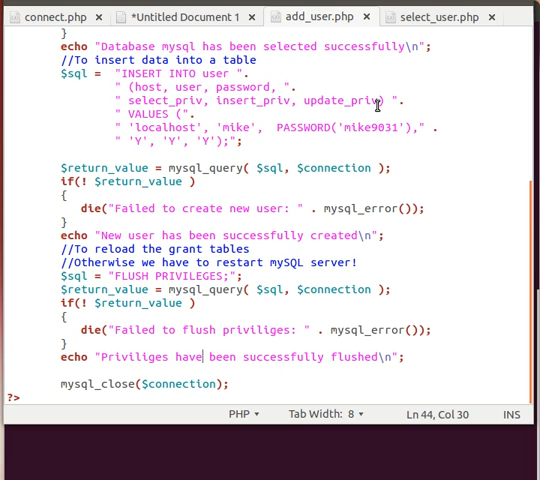 connect.php × *Untitled Document 1 × add_user.php × select_user.php ×
}
echo "Database mysql has been selected successfully\n";
//To insert data into a table
$sql = "INSERT INTO user ".
" (host, user, password, ".
" select_priv, insert_priv, update_priv) ".
" VALUES (".
" 'localhost', 'mike', PASSWORD('mike9031')," .
" 'Y', 'Y', 'Y');";
$return_value = mysql_query( $sql, $connection );
if(! $return_value )
{
die("Failed to create new user: " . mysql_error());
}
echo "New user has been successfully created\n";
//To reload the grant tables
//Otherwise we have to restart mySQL server!
$sql = "FLUSH PRIVILEGES;";
$return_value = mysql_query( $sql, $connection );
if(! $return_value )
{
die("Failed to flush priviliges: " . mysql_error());
}
echo "Priviliges have been successfully flushed\n";
mysql_close($connection);
?>
PHP Tab Width: 8 Ln 44, Col 30 INS